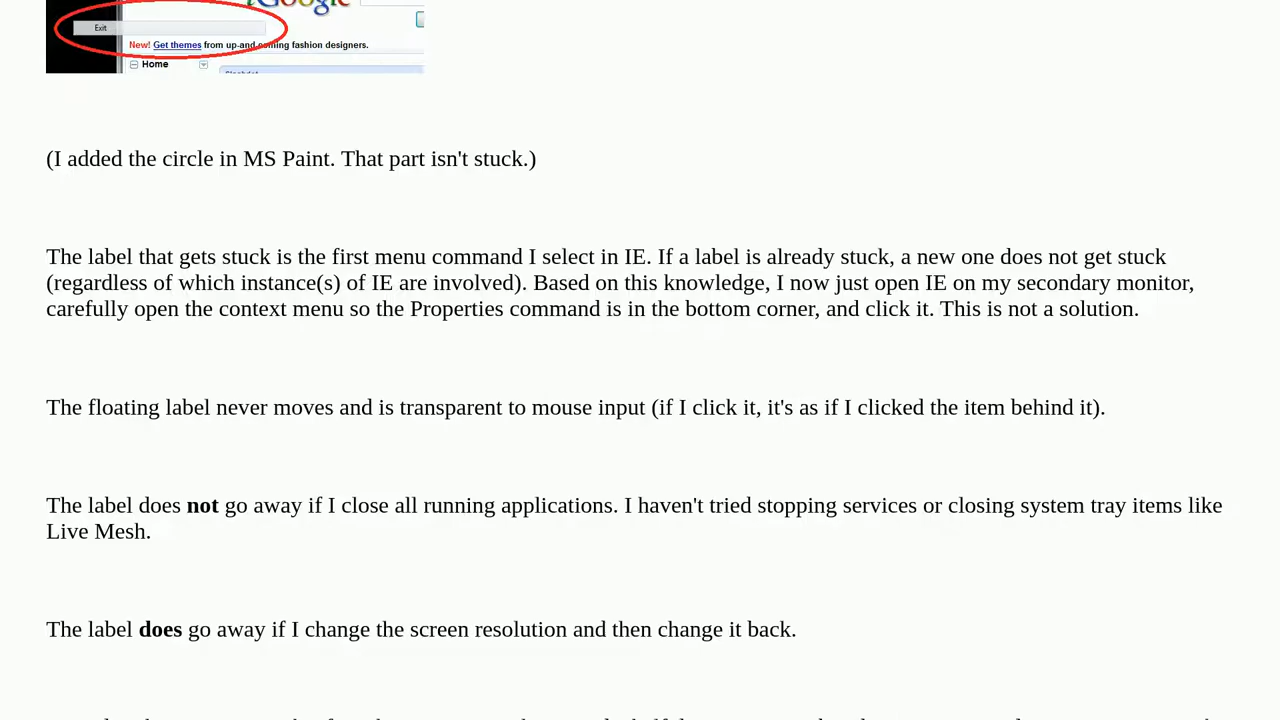 iGoogle
Exit
New! Get themes from up-and-coming fashion designers.
Home
(I added the circle in MS Paint. That part isn't stuck.)
The label that gets stuck is the first menu command I select in IE. If a label is already stuck, a new one does not get stuck
(regardless of which instance(s) of IE are involved). Based on this knowledge, I now just open IE on my secondary monitor,
carefully open the context menu so the Properties command is in the bottom corner, and click it. This is not a solution.
The floating label never moves and is transparent to mouse input (if I click it, it's as if I clicked the item behind it).
The label does not go away if I close all running applications. I haven't tried stopping services or closing system tray items like
Live Mesh.
The label does go away if I change the screen resolution and then change it back.